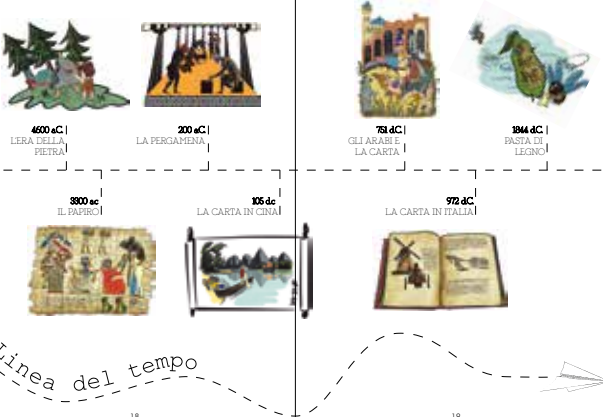 4600 a.C.
L'ERA DELLA
PIETRA
200 a.C.
LA PERGAMENA
751 d.C.
GLI ARABI E
LA CARTA
1844 d.C.
PASTA DI
LEGNO
3300 a.c
IL PAPIRO
105 d.c
LA CARTA IN CINA
972 d.C.
LA CARTA IN ITALIA
Linea del tempo
18
19